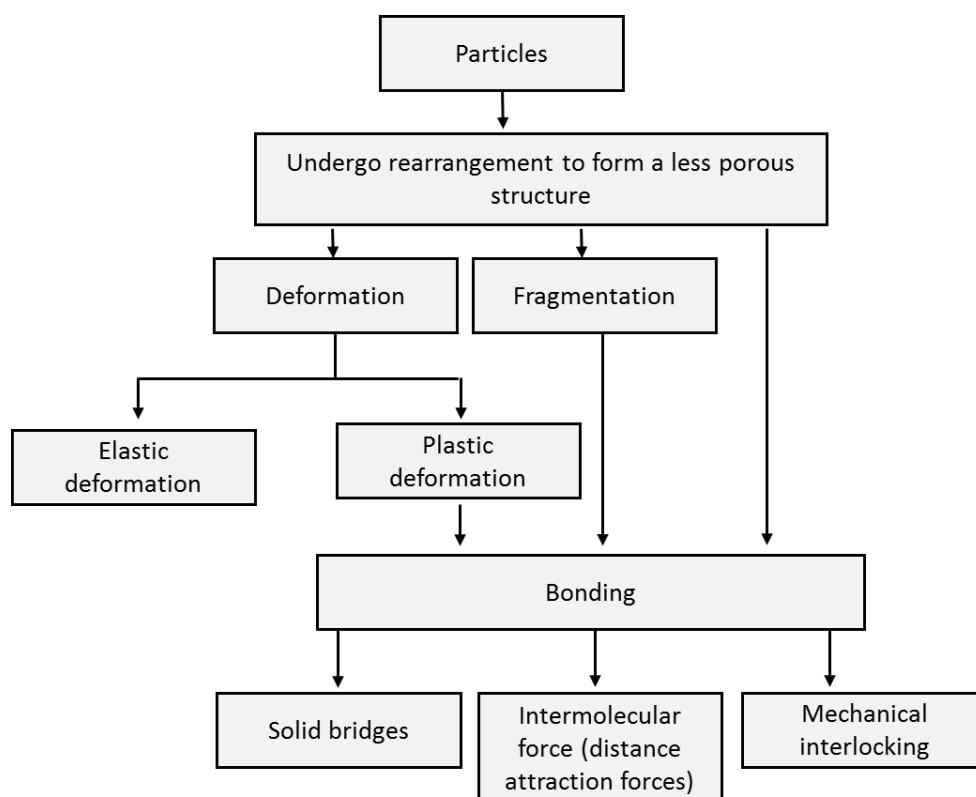 Particles
Undergo rearrangement to form a less porous
structure
Deformation
Fragmentation
Elastic
deformation
Plastic
deformation
Bonding
Solid bridges
Intermolecular
force (distance
attraction forces)
Mechanical
interlocking